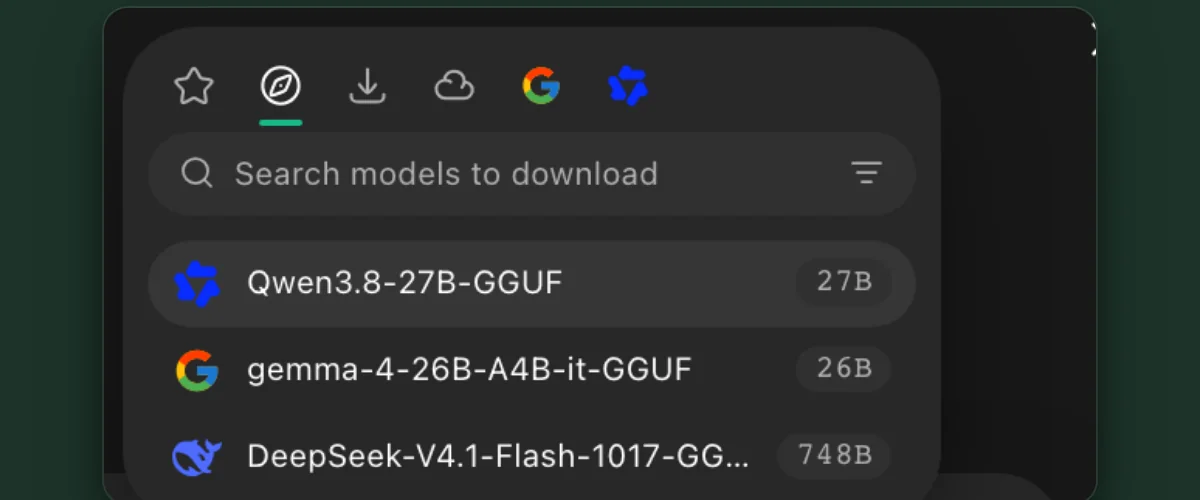 Search models to download
Qwen3.8-27B-GGUF 27B
gemma-4-26B-A4B-it-GGUF 26B
DeepSeek-V4.1-Flash-1017-GG... 748B